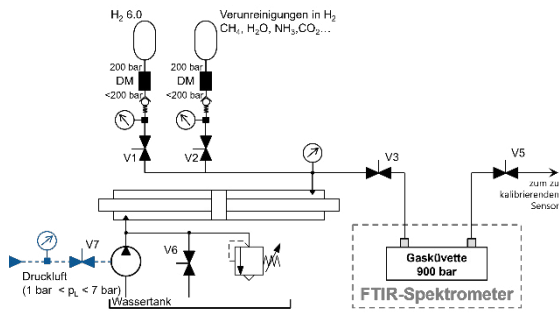 H₂ 6.0
Verunreinigungen in H₂
CH₄, H₂O, NH₃,CO₂...
200 bar
DM
<200 bar
200 bar
DM
<200 bar
V1
V2
V3
V5
zum zu
kalibrierenden
Sensor
V7
V6
Druckluft
(1 bar < pL < 7 bar)
Wassertank
Gasküvette
900 bar
FTIR-Spektrometer